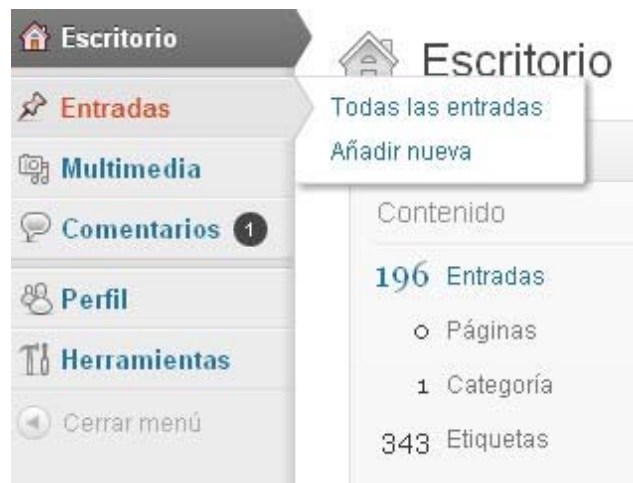 Escritorio
Entradas
Multimedia
Comentarios 1
Perfil
Herramientas
Cerrar menú
Escritorio
Todas las entradas
Añadir nueva
Contenido
196 Entradas
0 Páginas
1 Categoría
343 Etiquetas